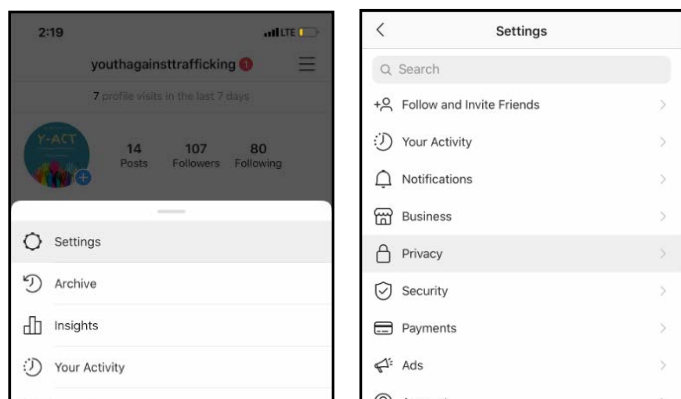 2:19
LTE
youthagainsttrafficking 1
7 profile visits in the last 7 days
Y-ACT
14 107 80
Posts Followers Following
Settings
Archive
Insights
Your Activity
Settings
Search
Follow and Invite Friends
Your Activity
Notifications
Business
Privacy
Security
Payments
Ads